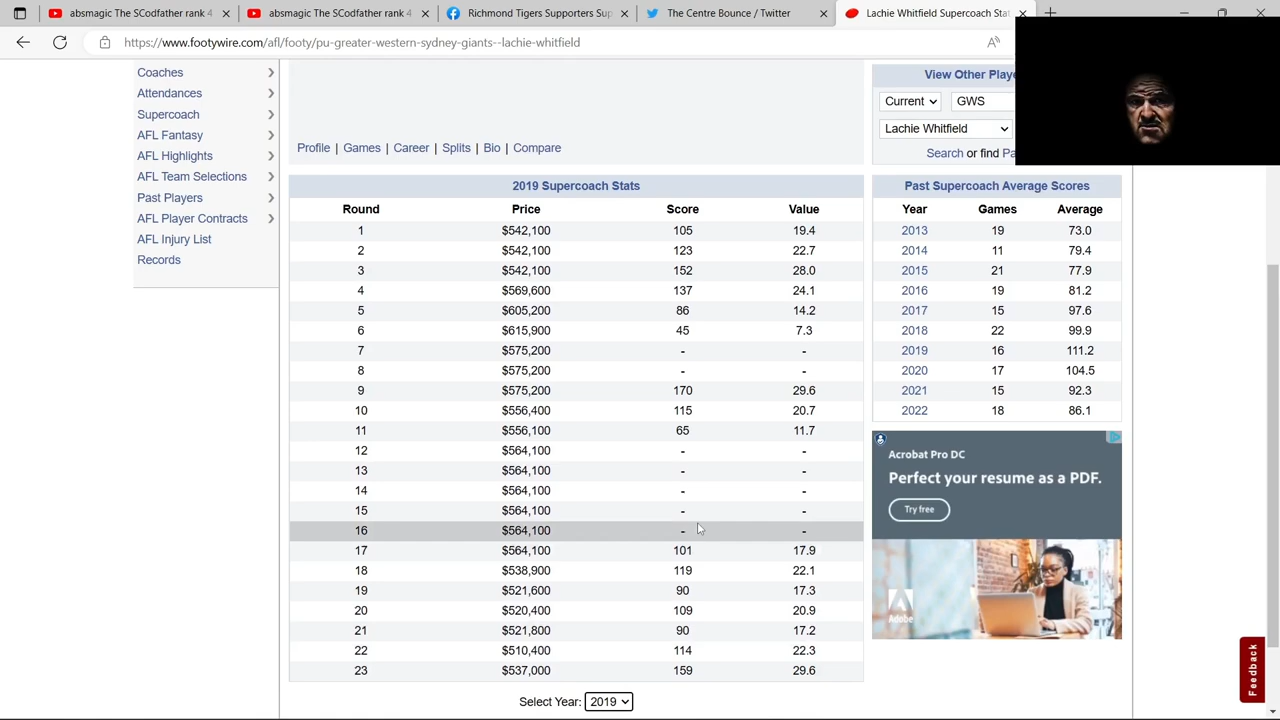 absmagic The SCdfather rank 4
absmagic The SCdfather rank 4
Richmond Tigers Supporters Sup
The Centre Bounce / Twitter
Lachie Whitfield Supercoach Stat
https://www.footywire.com/afl/footy/pu-greater-western-sydney-giants--lachie-whitfield
Coaches
Attendances
Supercoach
AFL Fantasy
AFL Highlights
AFL Team Selections
Past Players
AFL Player Contracts
AFL Injury List
Records
Profile | Games | Career | Splits | Bio | Compare
View Other Playe
Current GWS
Lachie Whitfield
Search or find Pa
2019 Supercoach Stats
Round Price Score Value
1 $542,100 105 19.4
2 $542,100 123 22.7
3 $542,100 152 28.0
4 $569,600 137 24.1
5 $605,200 86 14.2
6 $615,900 45 7.3
7 $575,200 - -
8 $575,200 - -
9 $575,200 170 29.6
10 $556,400 115 20.7
11 $556,100 65 11.7
12 $564,100 - -
13 $564,100 - -
14 $564,100 - -
15 $564,100 - -
16 $564,100 - -
17 $564,100 101 17.9
18 $538,900 119 22.1
19 $521,600 90 17.3
20 $520,400 109 20.9
21 $521,800 90 17.2
22 $510,400 114 22.3
23 $537,000 159 29.6
Select Year: 2019
Past Supercoach Average Scores
Year Games Average
2013 19 73.0
2014 11 79.4
2015 21 77.9
2016 19 81.2
2017 15 97.6
2018 22 99.9
2019 16 111.2
2020 17 104.5
2021 15 92.3
2022 18 86.1
Acrobat Pro DC
Perfect your resume as a PDF.
Try free
Adobe
Feedback